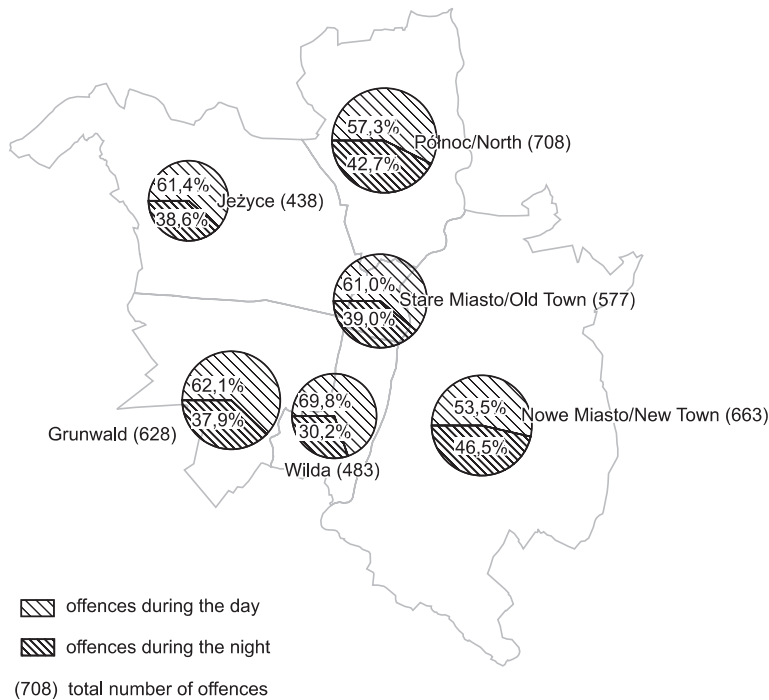 57,3%
Północ/North (708)
42,7%
61,4%
Jeżyce (438)
38,6%
61,0%
Stare Miasto/Old Town (577)
39,0%
62,1%
37,9%
Grunwald (628)
69,8%
30,2%
Wilda (483)
53,5%
Nowe Miasto/New Town (663)
46,5%
offences during the day
offences during the night
(708) total number of offences